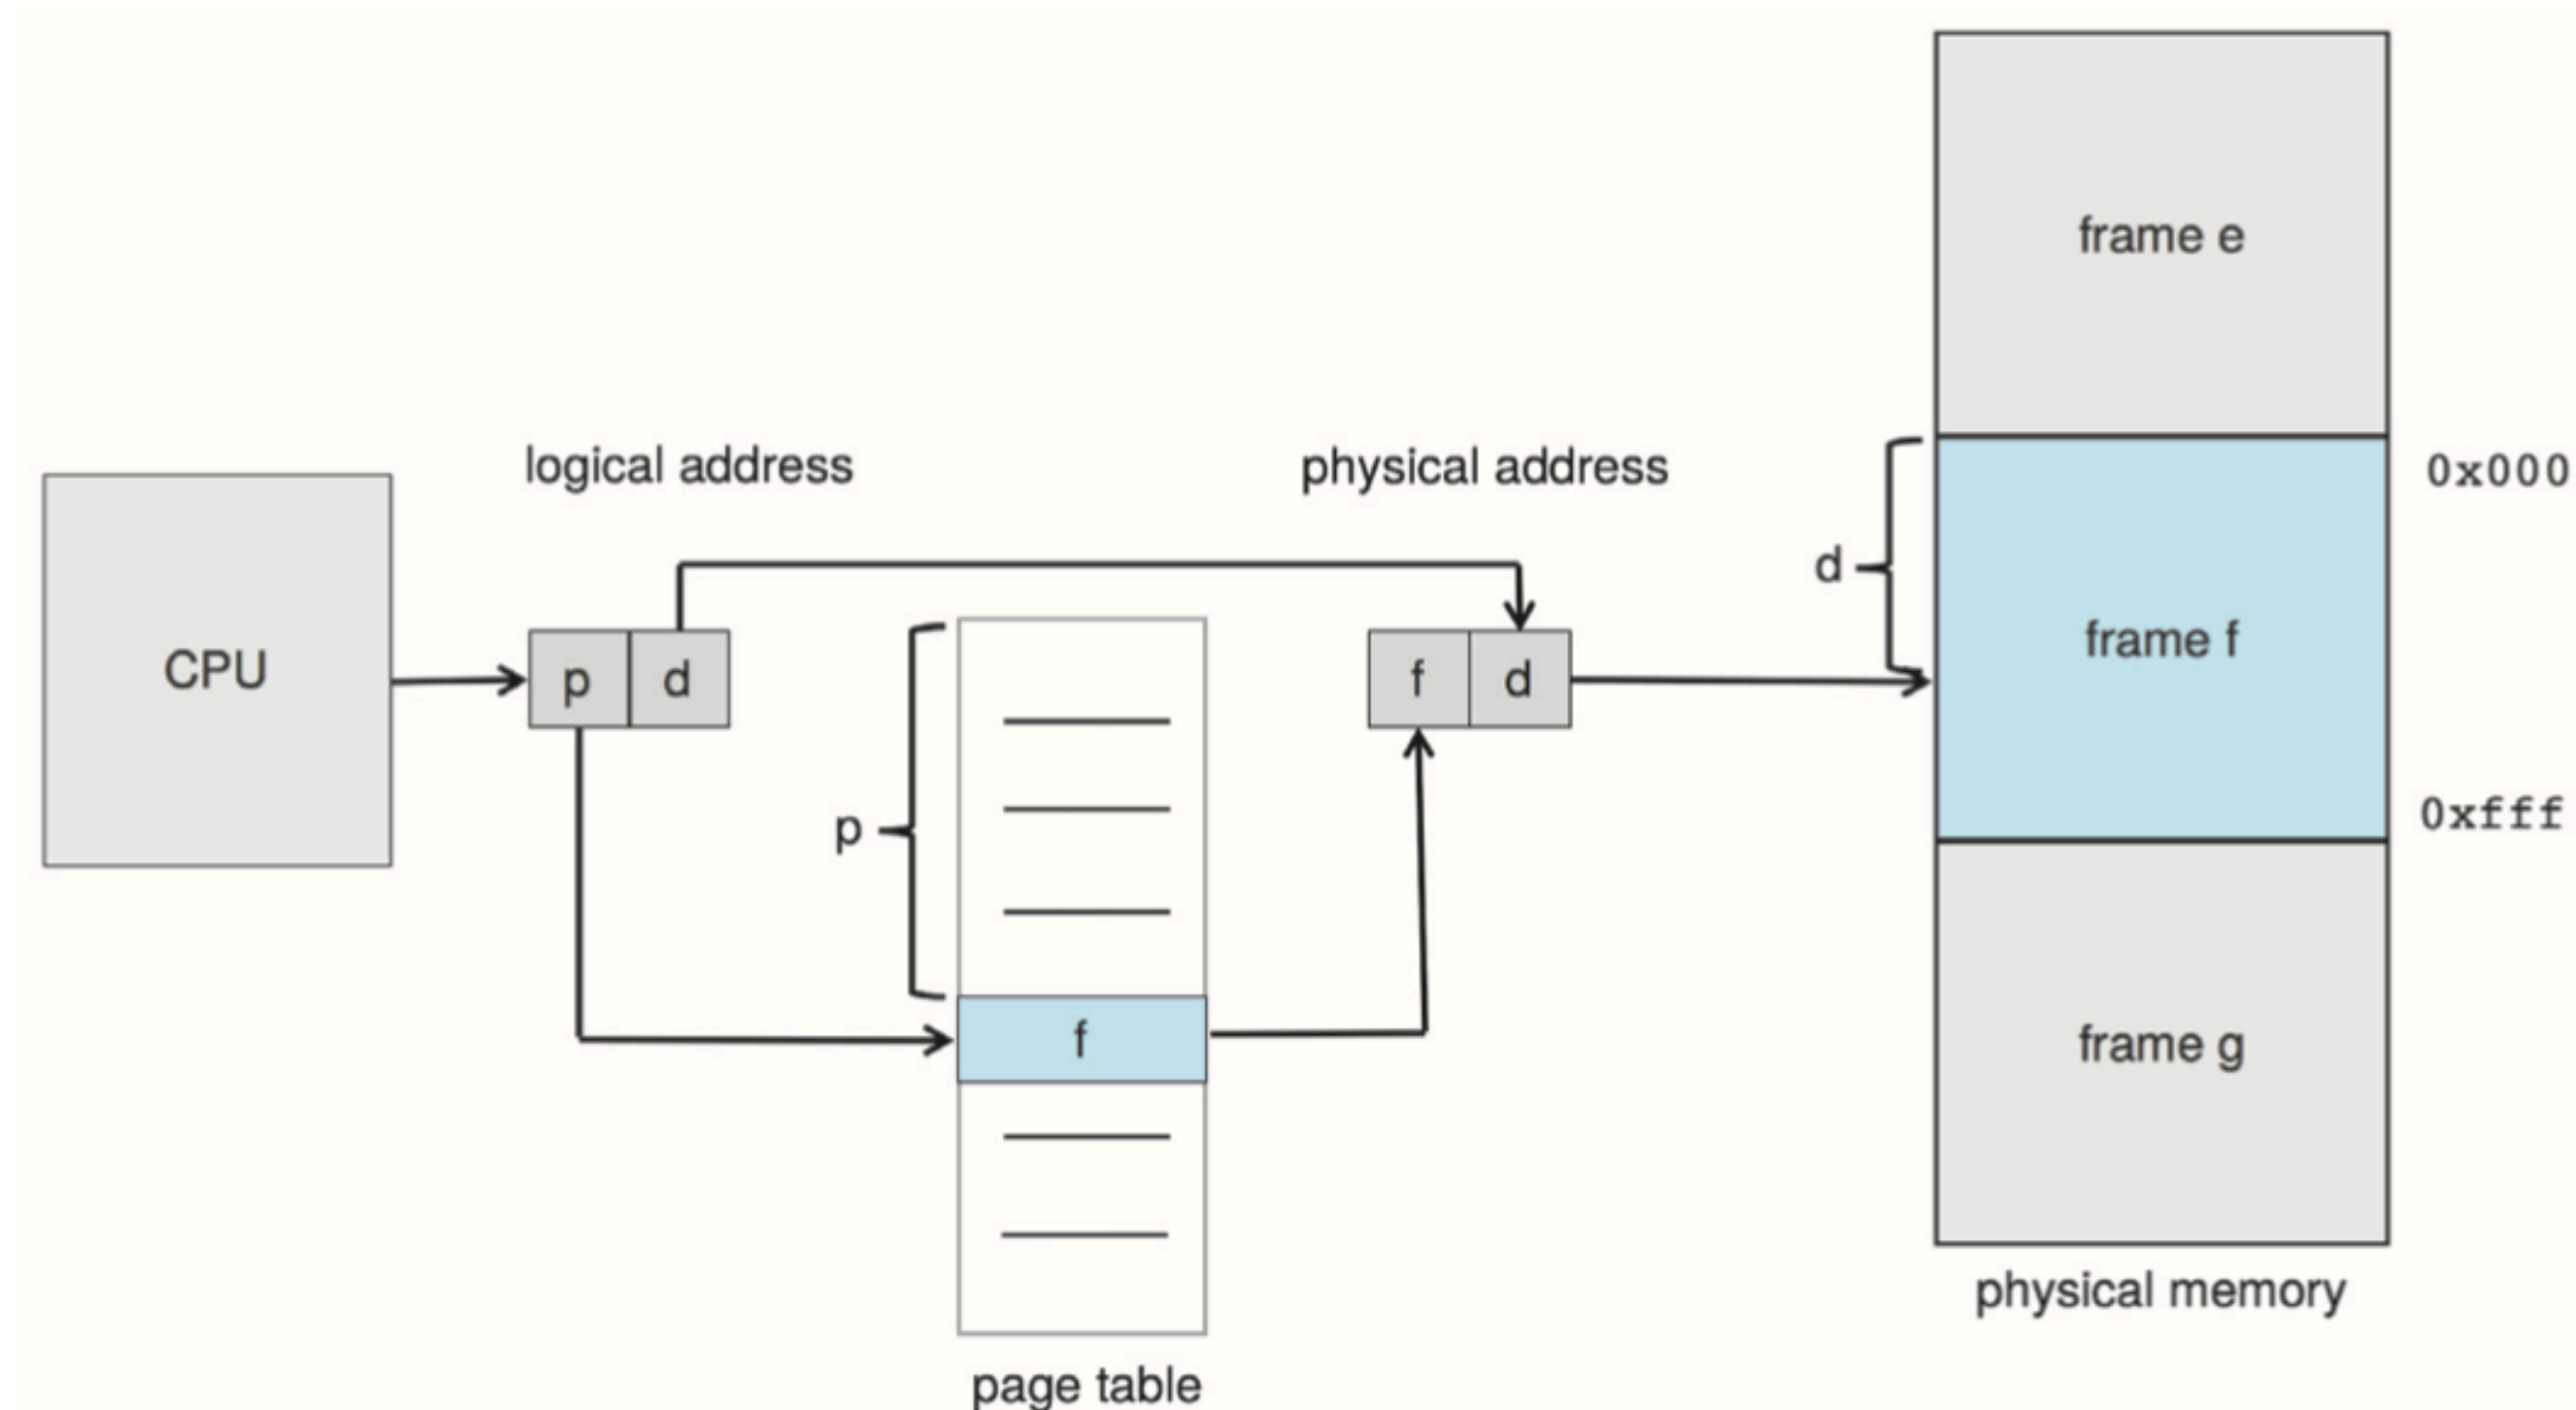 frame e
logical address
physical address
0x000
CPU
d
frame f
p d
f d
p
0xfff
f
frame g
physical memory
page table